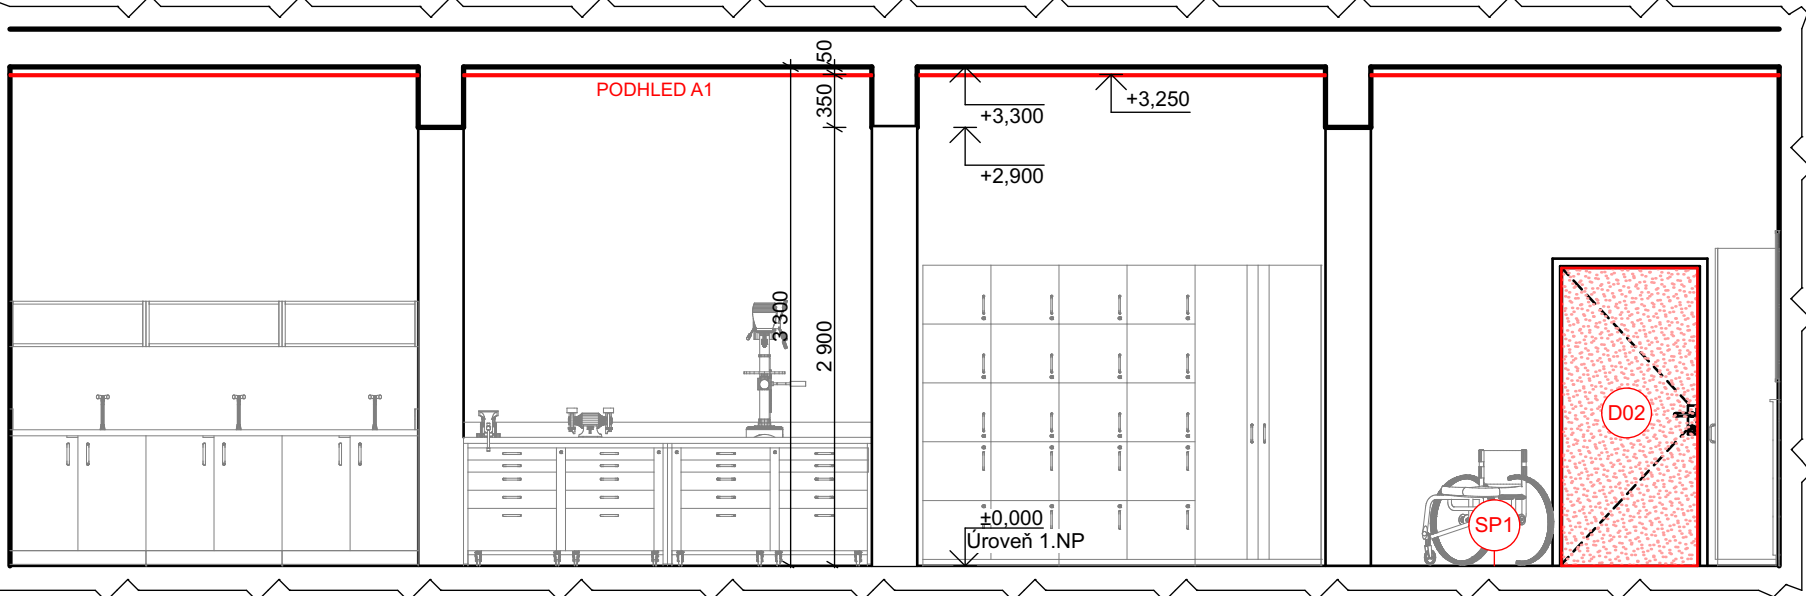 50
PODHLED A1
350
+3,300
+3,250
+2,900
3 300
2 900
D02
±0,000
Úroveň 1.NP
SP1